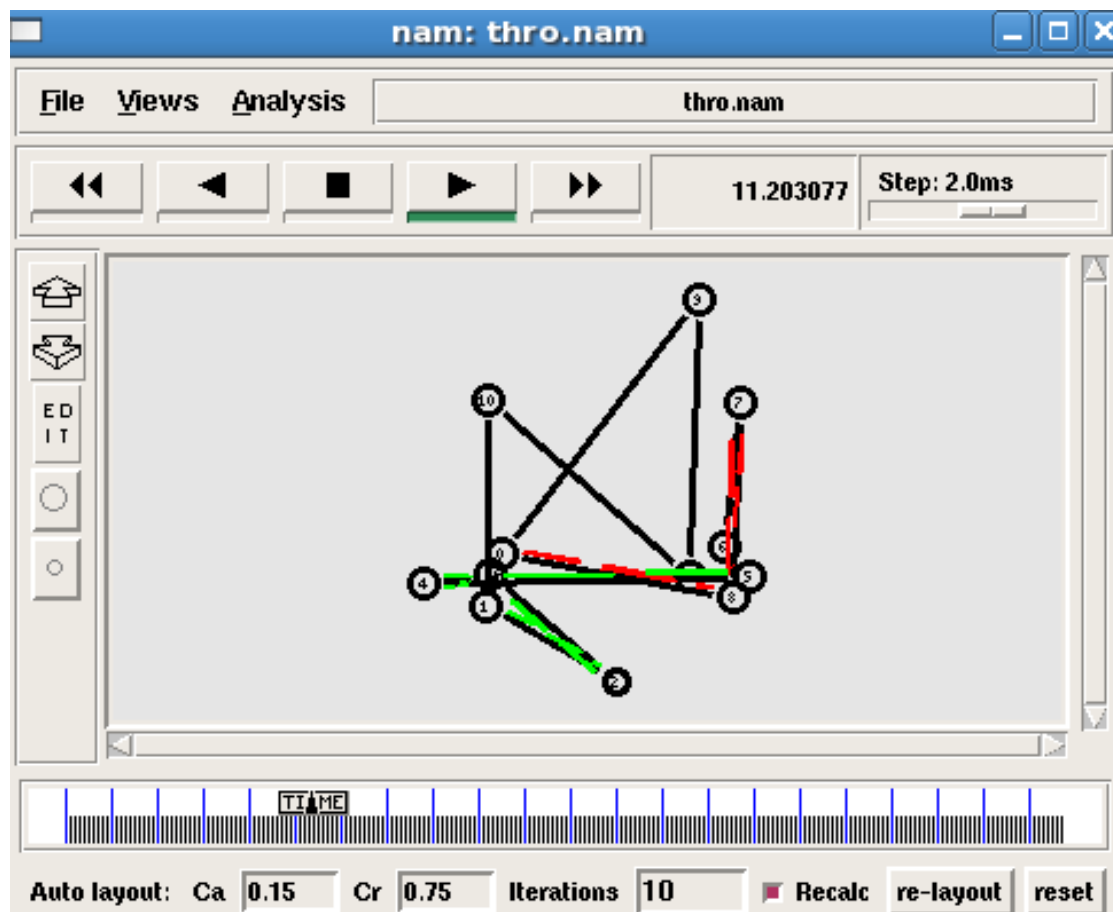 nam: thro.nam
File Views Analysis thro.nam
11.203077 Step: 2.0ms
ED
IT
9
10
7
6
4
5
8
1
2
TIME
Auto layout: Ca 0.15 Cr 0.75 Iterations 10 Recalc re-layout reset